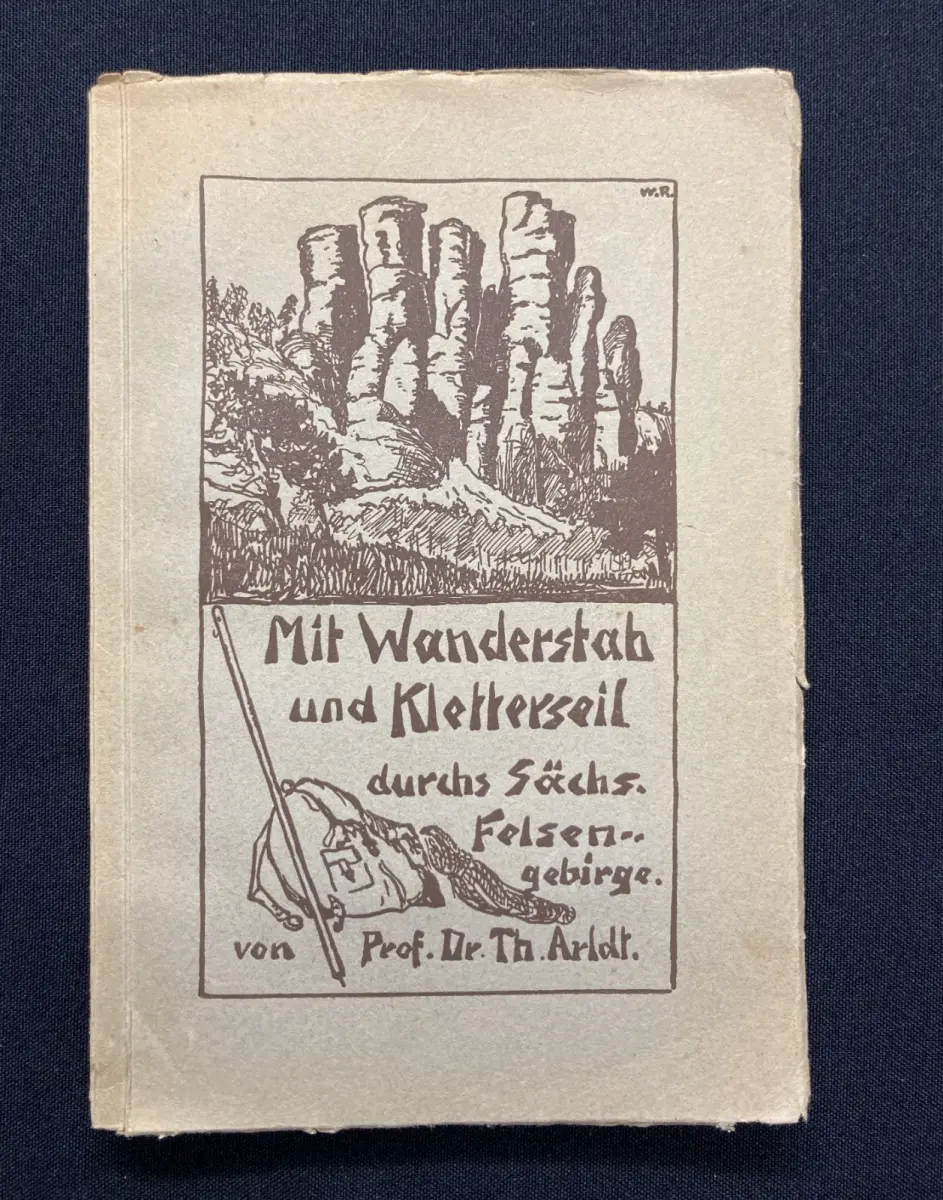 W.R.
Mit Wanderstab
und Kletterseil
durchs Sächs.
Felsen-
gebirge.
von Prof. Dr. Th. Arldt.